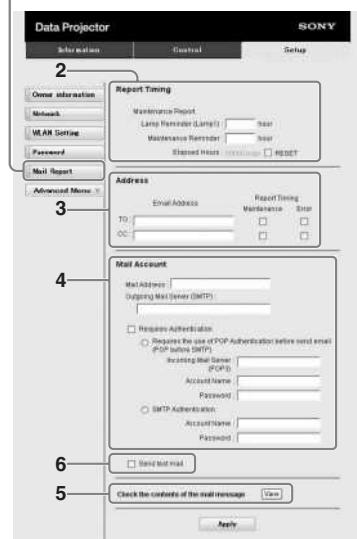 Data Projector SONY
Information Control Setup
2
Owner information
Report Timing
Network
Maintenance Report
Lamp Reminder (Lamp1) : hour
WLAN Setting
Maintenance Reminder : hour
Password
Elapsed Hours : RESET
Mail Report
Advanced Menu
Address
3
Email Address Report Timing
Maintenance Error
TO :
CC :
4
Mail Account
Mail Address :
Outgoing Mail Server (SMTP) :
Requires Authentication
Requires the use of POP Authentication before send email
(POP before SMTP)
Incoming Mail Server
(POP3) :
Account Name :
Password :
SMTP Authentication
Account Name :
Password :
6
Send test mail
5
Check the contents of the mail message View
Apply